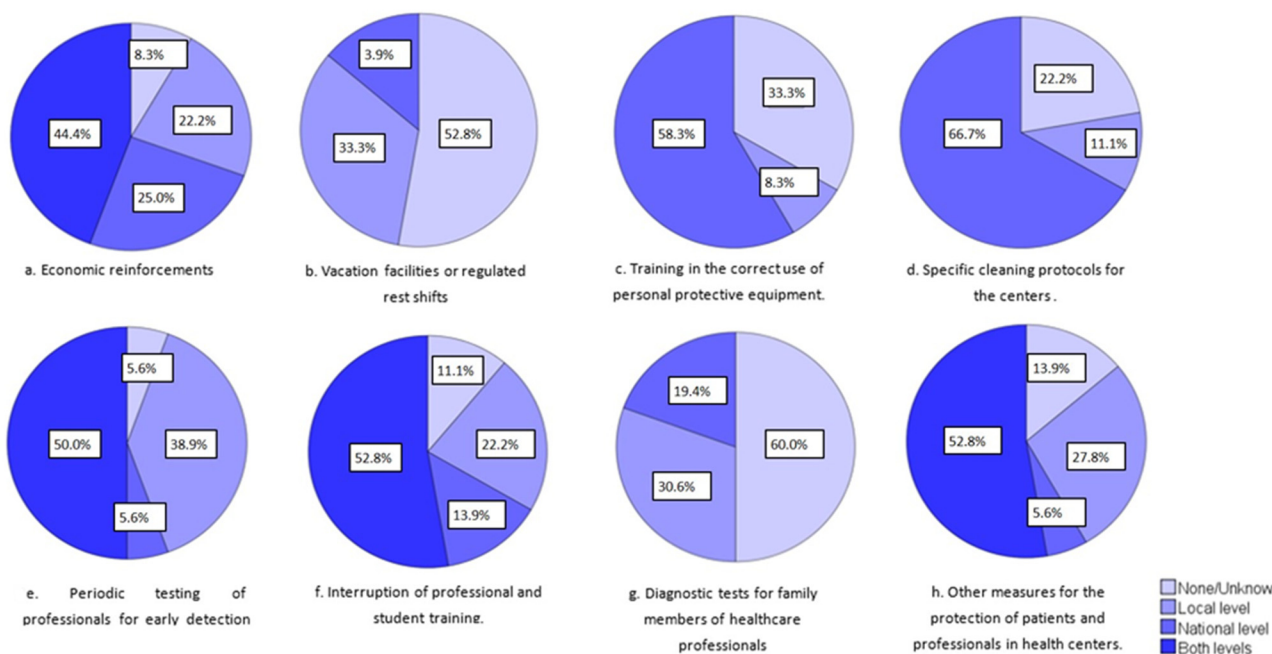 8.3%
22.2%
44.4%
25.0%
a. Economic reinforcements
3.9%
33.3%
52.8%
b. Vacation facilities or regulated
rest shifts
33.3%
58.3%
8.3%
c. Training in the correct use of
personal protective equipment.
22.2%
66.7%
11.1%
d. Specific cleaning protocols for
the centers .
5.6%
50.0%
38.9%
5.6%
e. Periodic testing of
professionals for early detection
11.1%
22.2%
52.8%
13.9%
f. Interruption of professional and
student training.
19.4%
60.0%
30.6%
g. Diagnostic tests for family
members of healthcare
professionals
13.9%
52.8%
27.8%
5.6%
h. Other measures for the
protection of patients and
professionals in health centers.
None/Unknow
Local level
National level
Both levels